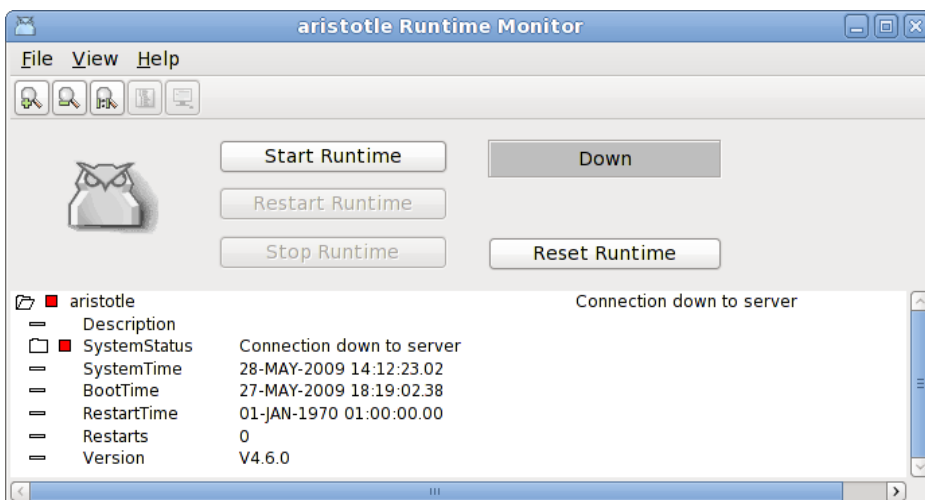 aristotle Runtime Monitor
File View Help
Start Runtime
Down
Restart Runtime
Stop Runtime
Reset Runtime
aristotle Connection down to server
Description
SystemStatus Connection down to server
SystemTime 28-MAY-2009 14:12:23.02
BootTime 27-MAY-2009 18:19:02.38
RestartTime 01-JAN-1970 01:00:00.00
Restarts 0
Version V4.6.0